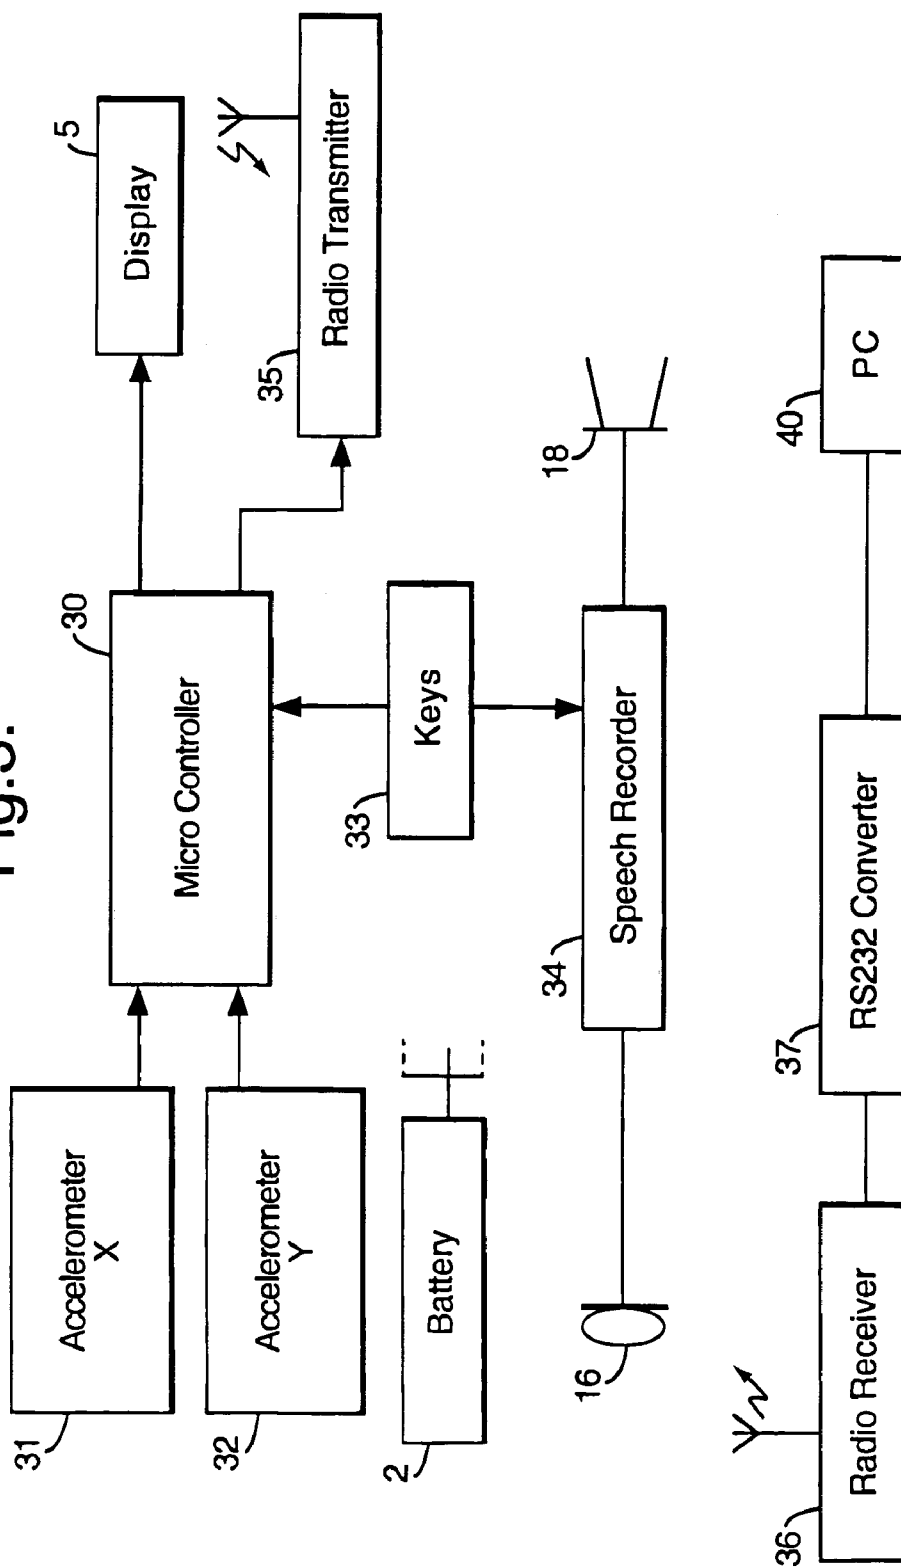 Fig.3.
31
Accelerometer
X
32
Accelerometer
Y
2
Battery
30
Micro Controller
5
Display
35
Radio Transmitter
33
Keys
34
Speech Recorder
16
18
36
Radio Receiver
37
RS232 Converter
40
PC